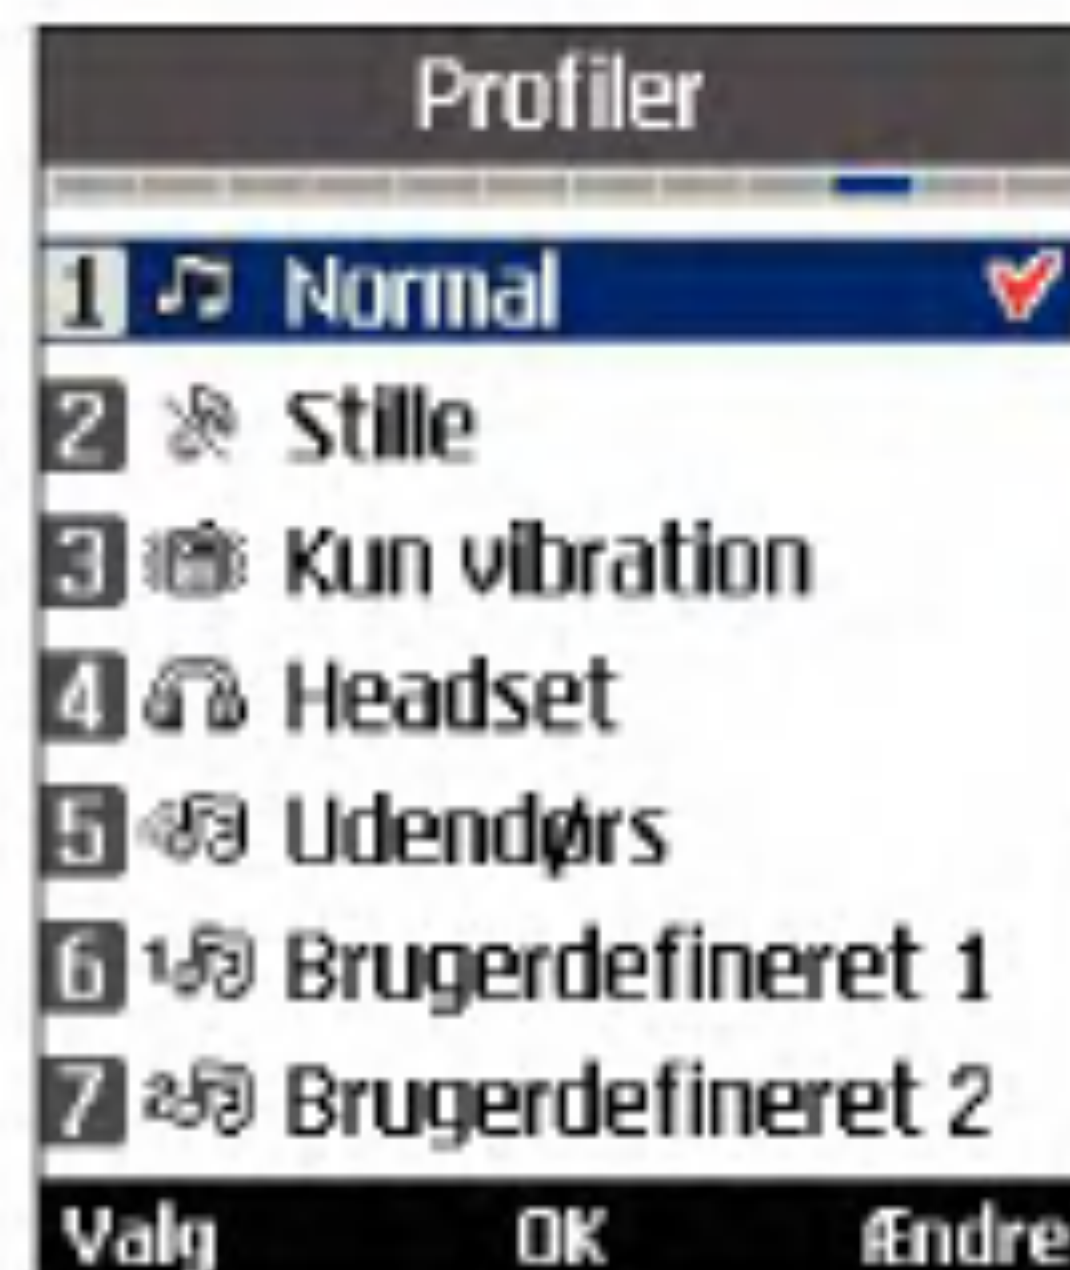 Profiler
1 Normal
2 Stille
3 Kun vibration
4 Headset
5 Udendørs
6 Brugerdefineret 1
7 Brugerdefineret 2
Valg OK Ændre